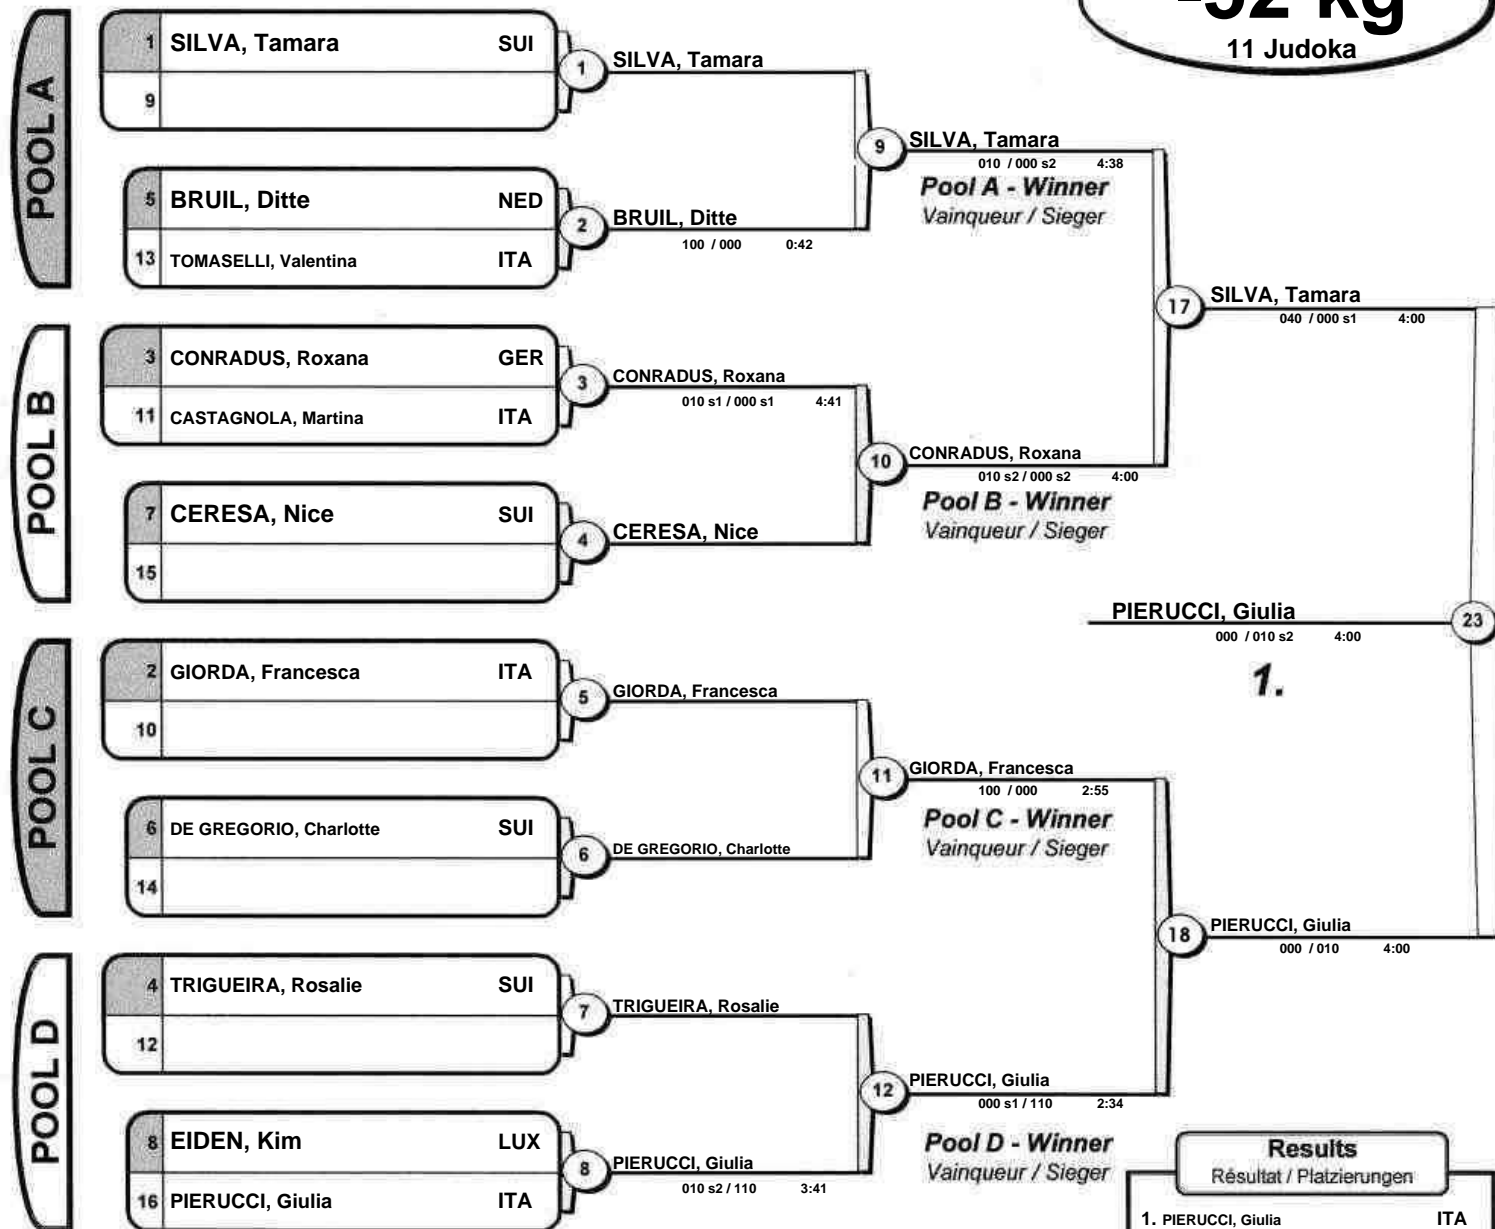 -52 kg
11 Judoka
POOL A
1 SILVA, Tamara SUI
9
1 SILVA, Tamara
5 BRUIL, Ditte NED
13 TOMASELLI, Valentina ITA
2 BRUIL, Ditte
100 / 000 0:42
9 SILVA, Tamara
010 / 000 s2 4:38
Pool A - Winner
Vainqueur / Sieger
17 SILVA, Tamara
040 / 000 s1 4:00
POOL B
3 CONRADUS, Roxana GER
11 CASTAGNOLA, Martina ITA
3 CONRADUS, Roxana
010 s1 / 000 s1 4:41
7 CERESA, Nice SUI
15
4 CERESA, Nice
10 CONRADUS, Roxana
010 s2 / 000 s2 4:00
Pool B - Winner
Vainqueur / Sieger
PIERUCCI, Giulia 23
000 / 010 s2 4:00
1.
POOL C
2 GIORDA, Francesca ITA
10
5 GIORDA, Francesca
6 DE GREGORIO, Charlotte SUI
14
6 DE GREGORIO, Charlotte
11 GIORDA, Francesca
100 / 000 2:55
Pool C - Winner
Vainqueur / Sieger
18 PIERUCCI, Giulia
000 / 010 4:00
POOL D
4 TRIGUEIRA, Rosalie SUI
12
7 TRIGUEIRA, Rosalie
8 EIDEN, Kim LUX
16 PIERUCCI, Giulia ITA
8 PIERUCCI, Giulia
010 s2 / 110 3:41
12 PIERUCCI, Giulia
000 s1 / 110 2:34
Pool D - Winner
Vainqueur / Sieger
Results
Résultat / Platzierungen
1. PIERUCCI, Giulia ITA